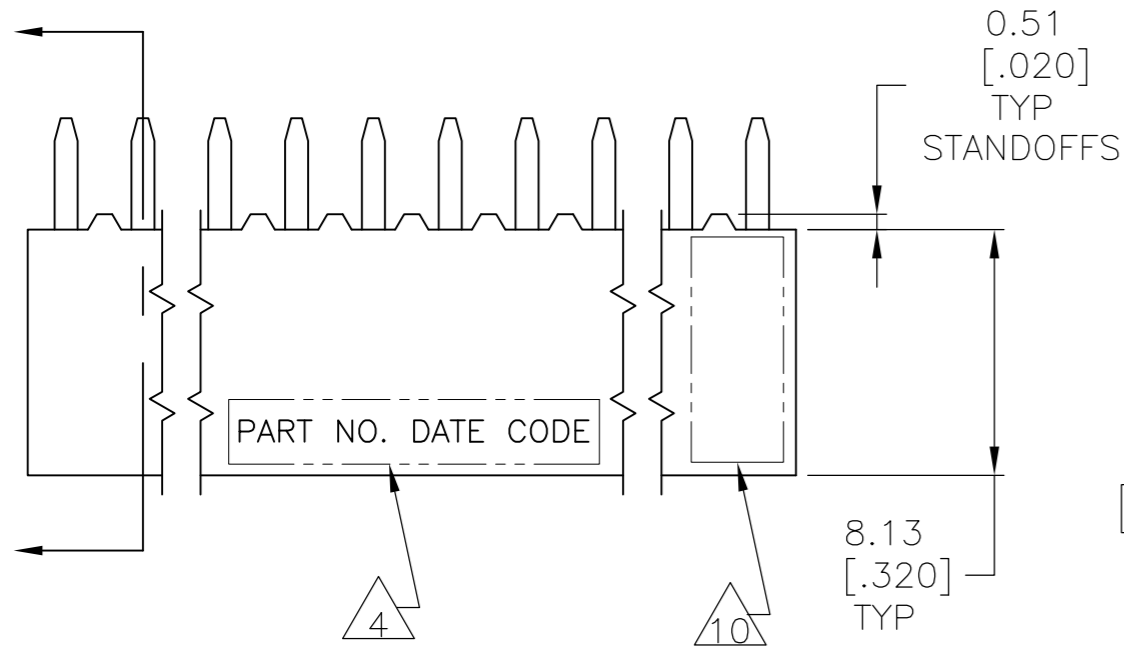 0.51
[.020]
TYP
STANDOFFS
PART NO. DATE CODE
8.13
[.320]
TYP
4
10